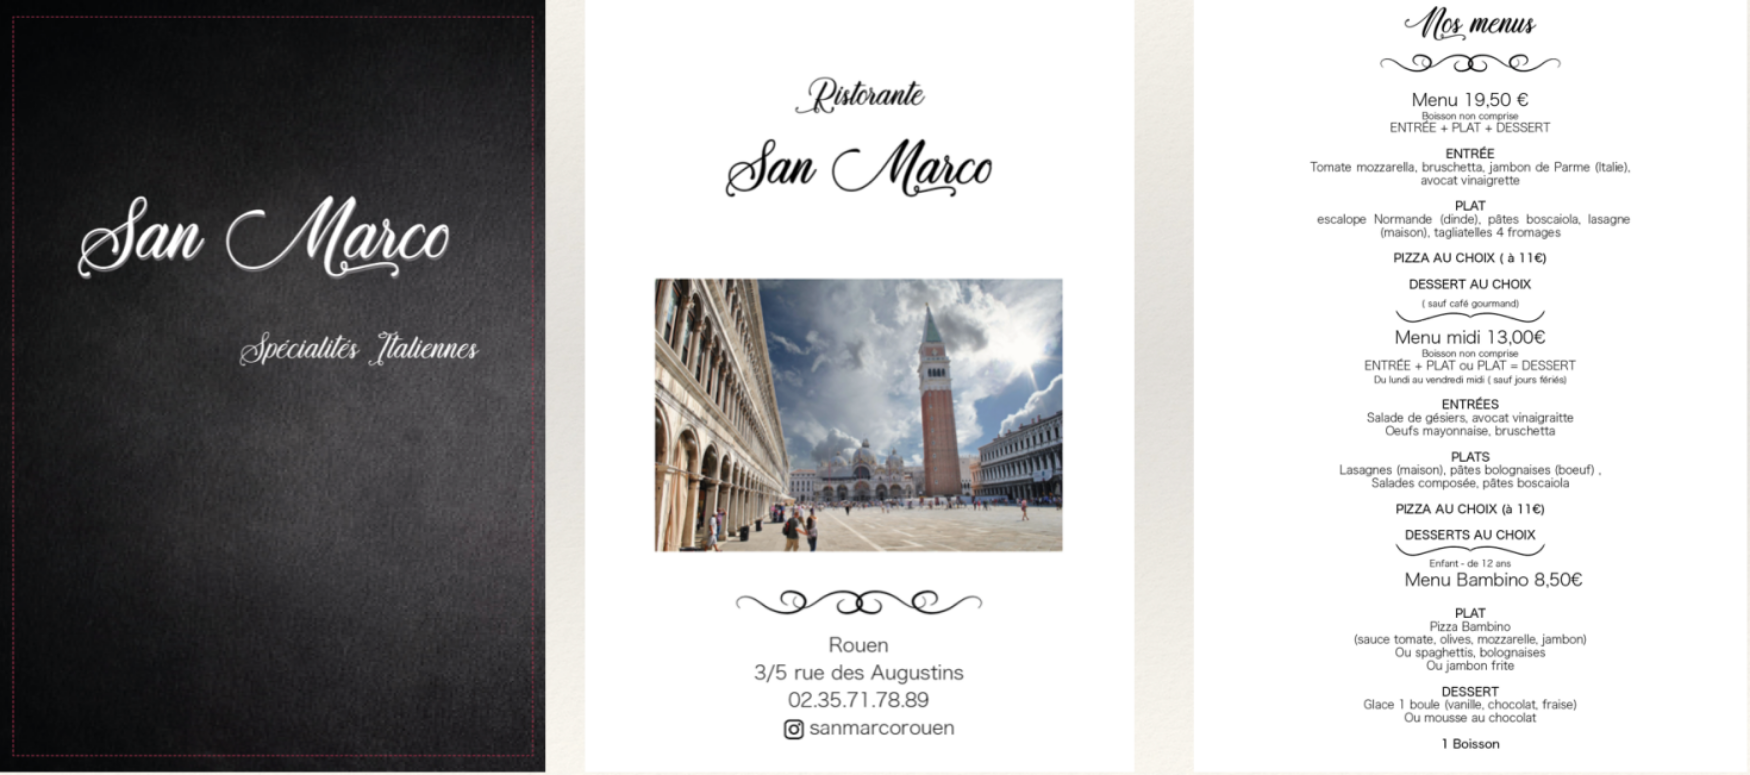 San Marco
Spécialités Italiennes
Ristorante
San Marco
Rouen
3/5 rue des Augustins
02.35.71.78.89
sanmarcorouen
Nos menus
Menu 19,50 €
Boisson non comprise
ENTRÉE + PLAT + DESSERT
ENTRÉE
Tomate mozzarella, bruschetta, jambon de Parme (Italie),
avocat vinaigrette
PLAT
escalope Normande (dinde), pâtes boscaiola, lasagne
(maison), tagliatelles 4 fromages
PIZZA AU CHOIX ( à 11€)
DESSERT AU CHOIX
( sauf café gourmand)
Menu midi 13,00€
Boisson non comprise
ENTRÉE + PLAT ou PLAT = DESSERT
Du lundi au vendredi midi ( sauf jours fériés)
ENTRÉES
Salade de gésiers, avocat vinaigraitte
Oeufs mayonnaise, bruschetta
PLATS
Lasagnes (maison), pâtes bolognaises (boeuf) .
Salades composée, pâtes boscaiola
PIZZA AU CHOIX (à 11€)
DESSERTS AU CHOIX
Enfant - de 12 ans
Menu Bambino 8,50€
PLAT
Pizza Bambino
(sauce tomate, olives, mozzarelle, jambon)
Ou spaghettis, bolognaises
Ou jambon frite
DESSERT
Glace 1 boule (vanille, chocolat, fraise)
Ou mousse au chocolat
1 Boisson